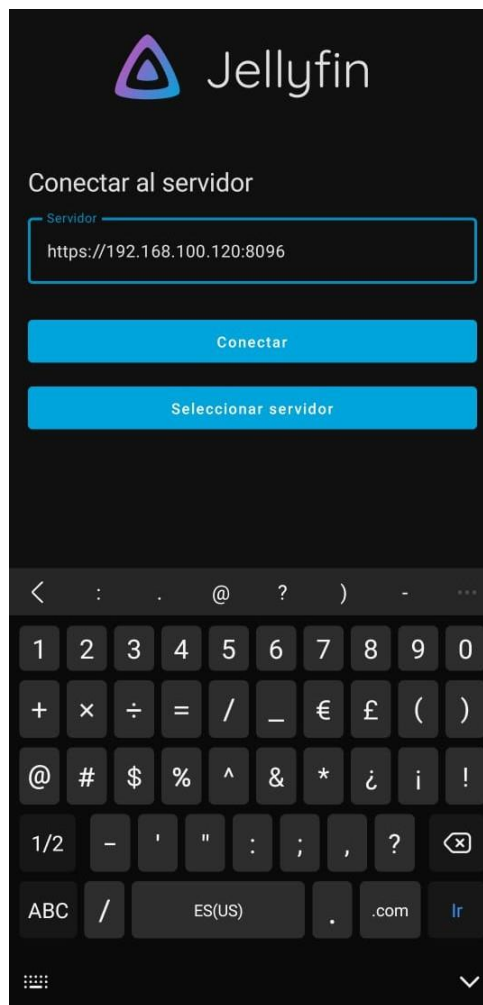 Jellyfin
Conectar al servidor
Servidor
https://192.168.100.120:8096
Conectar
Seleccionar servidor
: . @ ? ) - ...
1 2 3 4 5 6 7 8 9 0
+ × ÷ = / _ € £ ( )
@ # $ % ^ & * ¿ ¡ !
1/2 - ' " : ; , ?
ABC / ES(US) . .com Ir